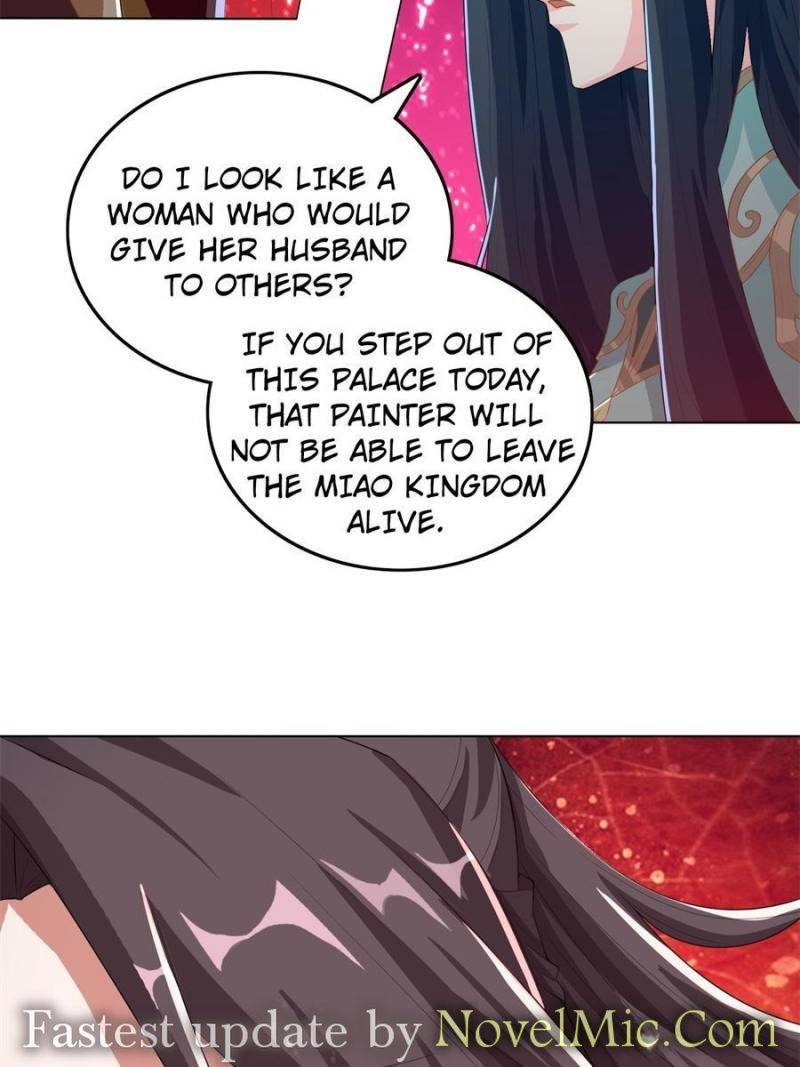 DO I LOOK LIKE A
WOMAN WHO WOULD
GIVE HER HUSBAND
TO OTHERS?
IF YOU STEP OUT OF
THIS PALACE TODAY,
THAT PAINTER WILL
NOT BE ABLE TO LEAVE
THE MIAO KINGDOM
ALIVE.
Fastest update by NovelMic.Com